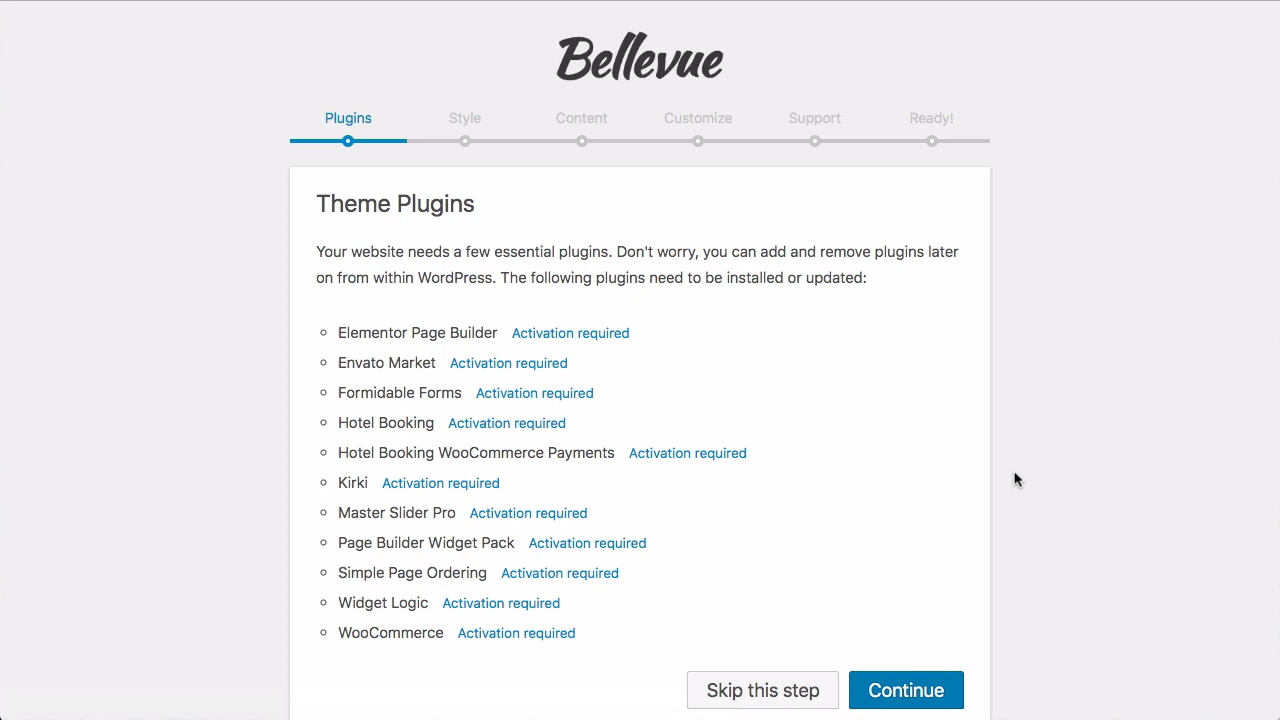 Bellevue
Plugins Style Content Customize Support Ready!
Theme Plugins
Your website needs a few essential plugins. Don't worry, you can add and remove plugins later
on from within WordPress. The following plugins need to be installed or updated:
Elementor Page Builder Activation required
Envato Market Activation required
Formidable Forms Activation required
Hotel Booking Activation required
Hotel Booking WooCommerce Payments Activation required
Kirki Activation required
Master Slider Pro Activation required
Page Builder Widget Pack Activation required
Simple Page Ordering Activation required
Widget Logic Activation required
WooCommerce Activation required
Skip this step Continue